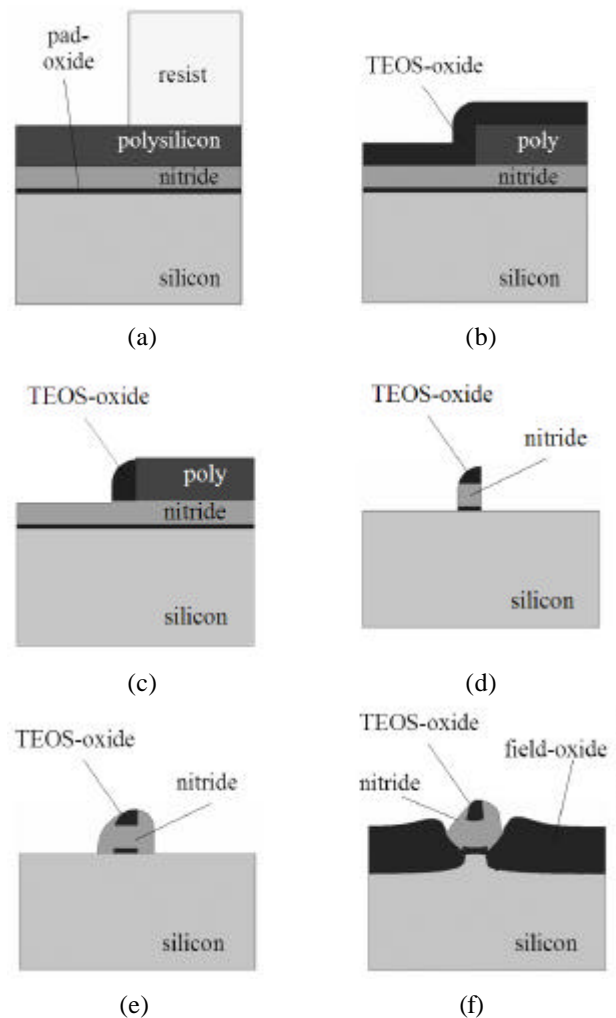 pad-
oxide
resist
polysilicon
nitride
silicon
(a)
TEOS-oxide
poly
nitride
silicon
(b)
TEOS-oxide
poly
nitride
silicon
(c)
TEOS-oxide
nitride
silicon
(d)
TEOS-oxide
nitride
silicon
(e)
TEOS-oxide
nitride
field-oxide
silicon
(f)